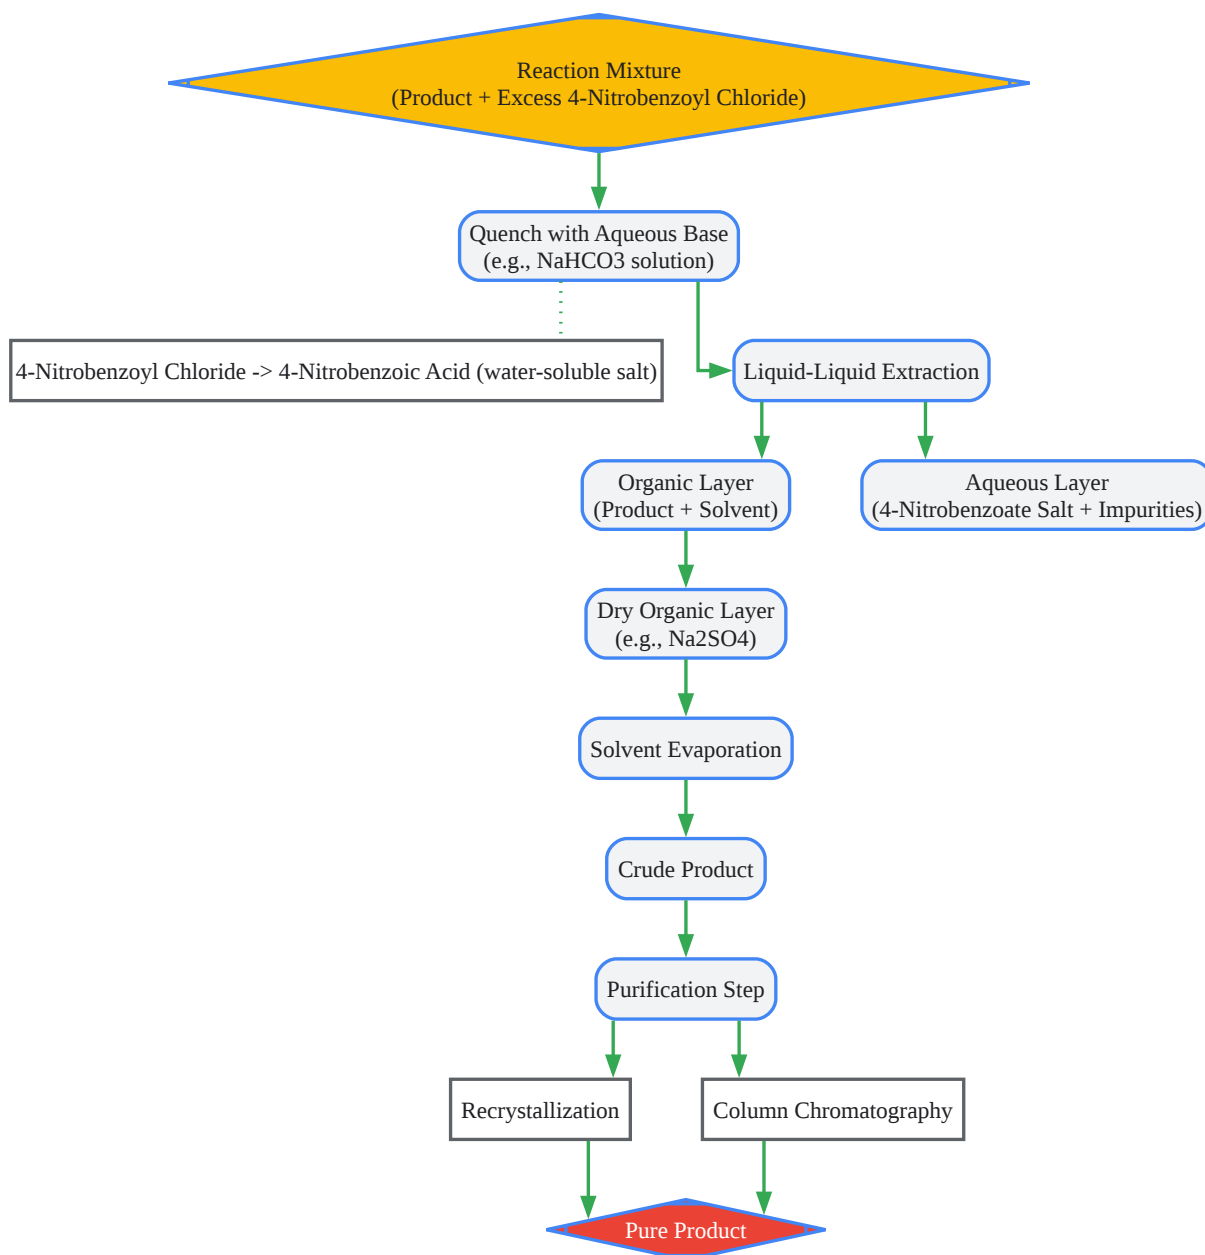 Reaction Mixture
(Product + Excess 4-Nitrobenzoyl Chloride)
Quench with Aqueous Base
(e.g., NaHCO3 solution)
4-Nitrobenzoyl Chloride -> 4-Nitrobenzoic Acid (water-soluble salt)
Liquid-Liquid Extraction
Organic Layer
(Product + Solvent)
Aqueous Layer
(4-Nitrobenzoate Salt + Impurities)
Dry Organic Layer
(e.g., Na2SO4)
Solvent Evaporation
Crude Product
Purification Step
Recrystallization
Column Chromatography
Pure Product